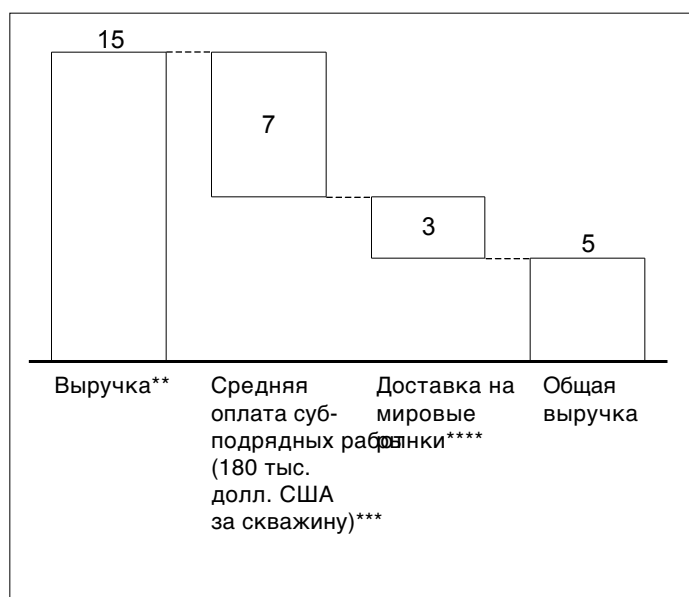 15
7
3
5
Выручка**
Средняя
оплата суб-
подрядных работ
(180 тыс.
долл. США
за скважину)***
Доставка на
мировые
рынки****
Общая
выручка